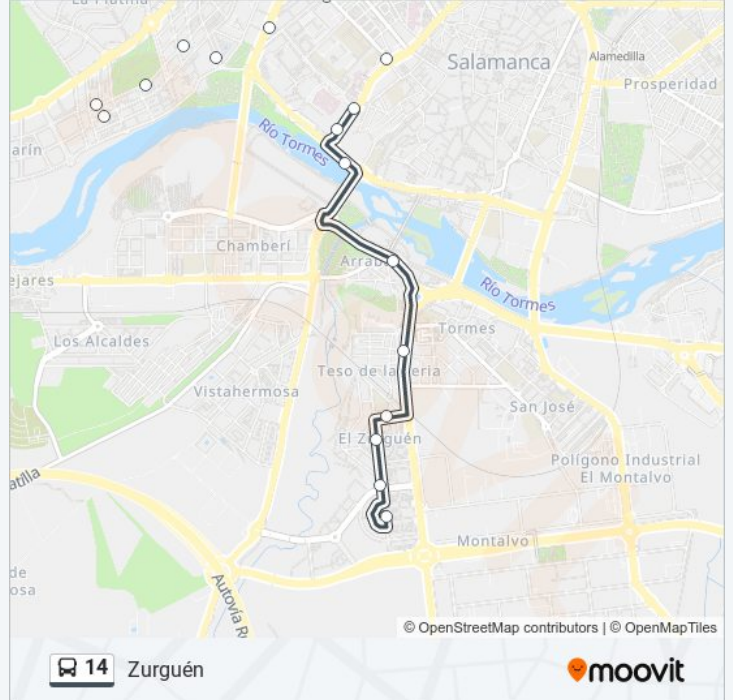 La Platina
Salamanca
Alamedilla
Prosperidad
arín
Río Tormes
Chamberí
ejares
Arraba
Río Tormes
Los Alcaldes
Tormes
Teso de la Feria
Vistahermosa
San José
El Zurguén
Polígono Industrial
El Montalvo
atilla
Montalvo
de
osa
Autovía Ru
© OpenStreetMap contributors | © OpenMapTiles
14 Zurguén
moovit